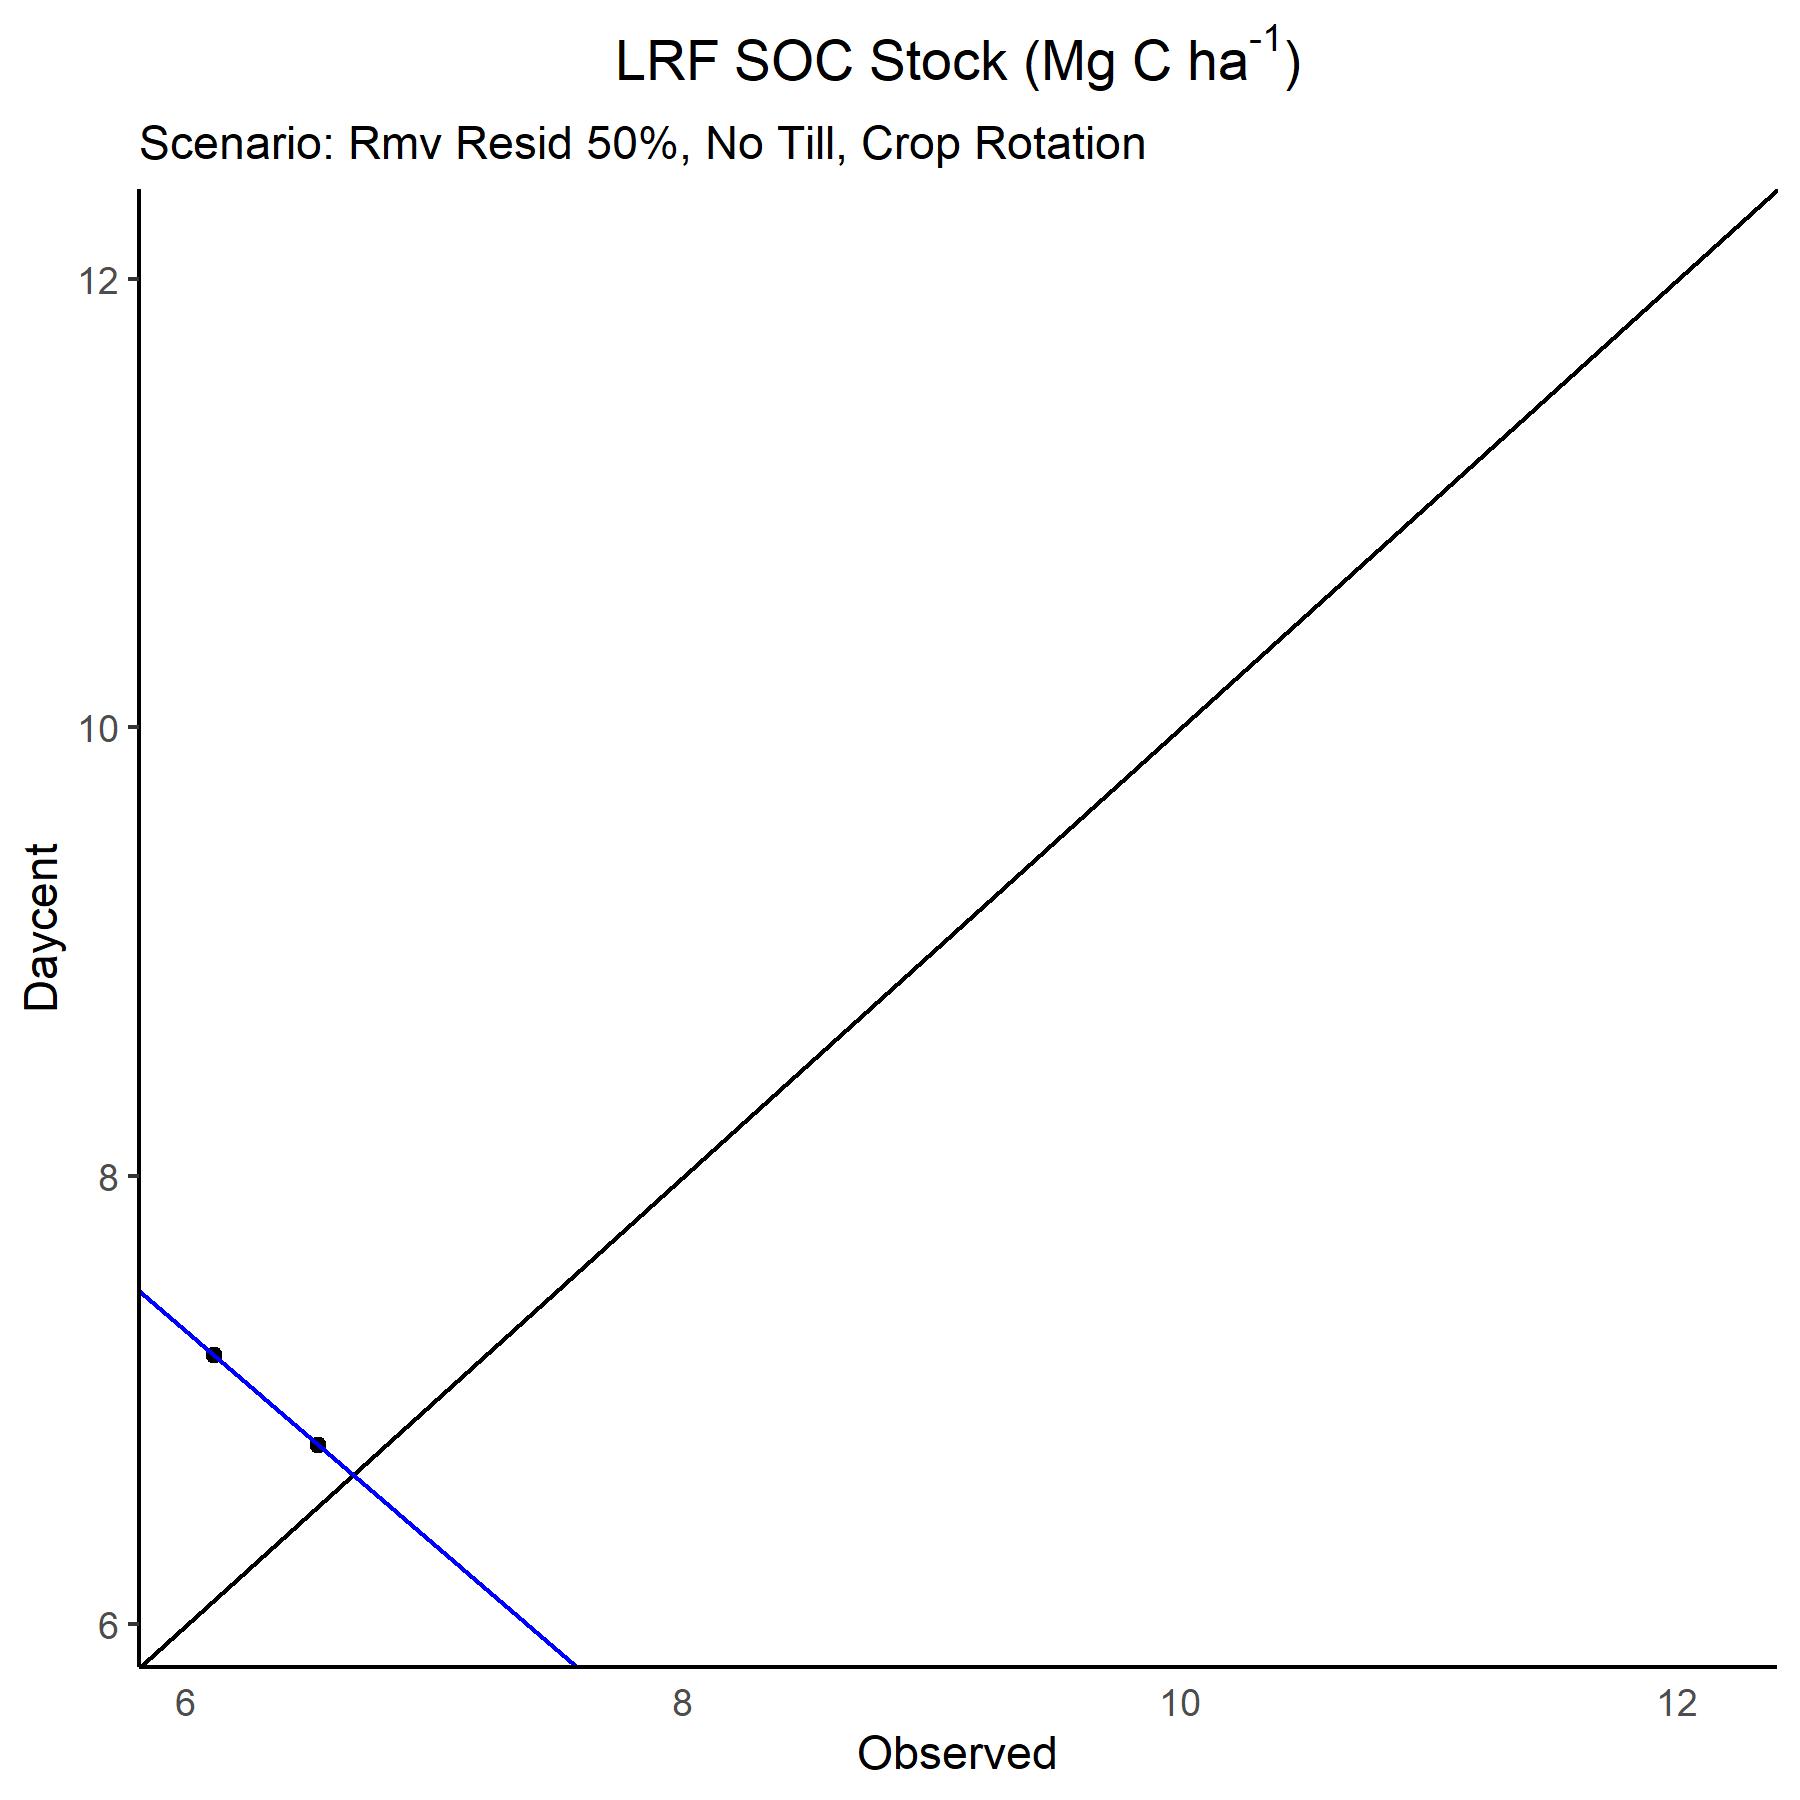 LRF SOC Stock (Mg C ha⁻¹)
Scenario: Rmv Resid 50%, No Till, Crop Rotation
12
10
8
6
Daycent
6 8 10 12
Observed